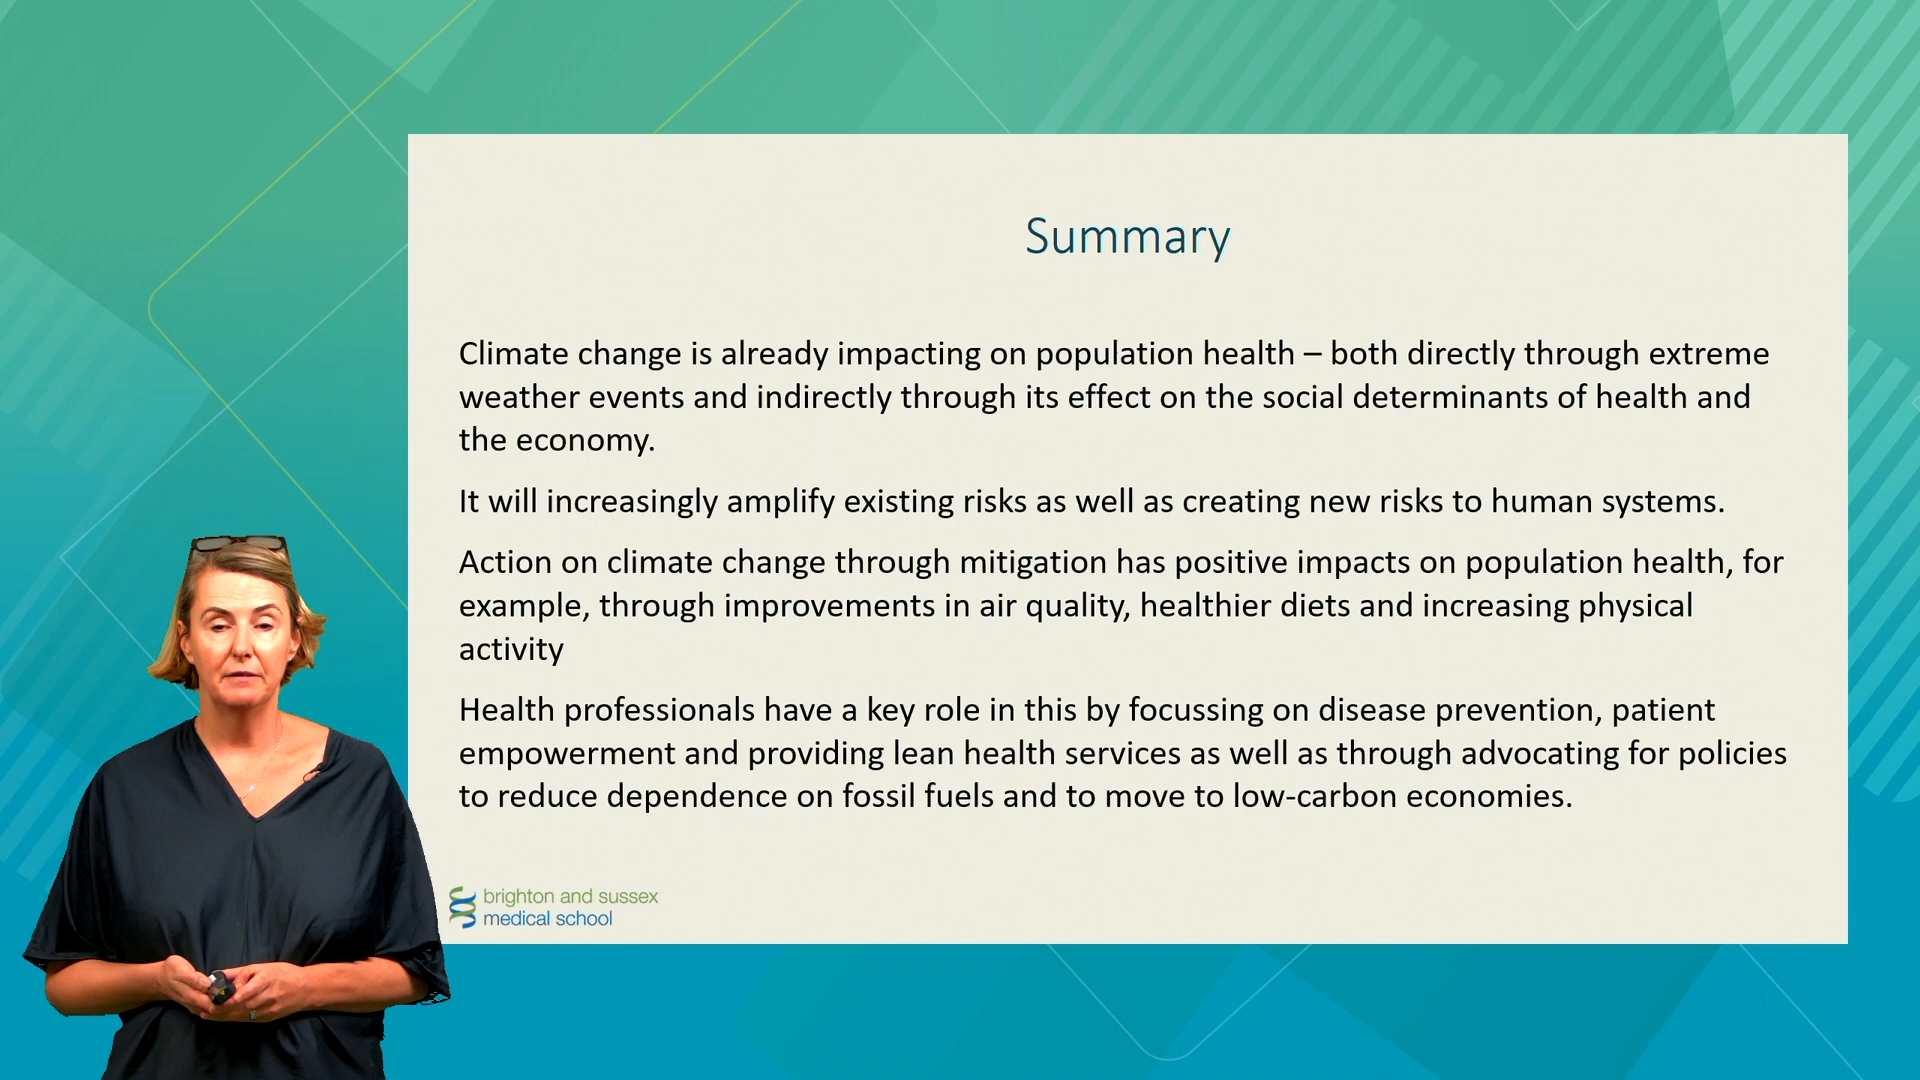 Summary
Climate change is already impacting on population health – both directly through extreme
weather events and indirectly through its effect on the social determinants of health and
the economy.
It will increasingly amplify existing risks as well as creating new risks to human systems.
Action on climate change through mitigation has positive impacts on population health, for
example, through improvements in air quality, healthier diets and increasing physical
activity
Health professionals have a key role in this by focussing on disease prevention, patient
empowerment and providing lean health services as well as through advocating for policies
to reduce dependence on fossil fuels and to move to low-carbon economies.
brighton and sussex
medical school